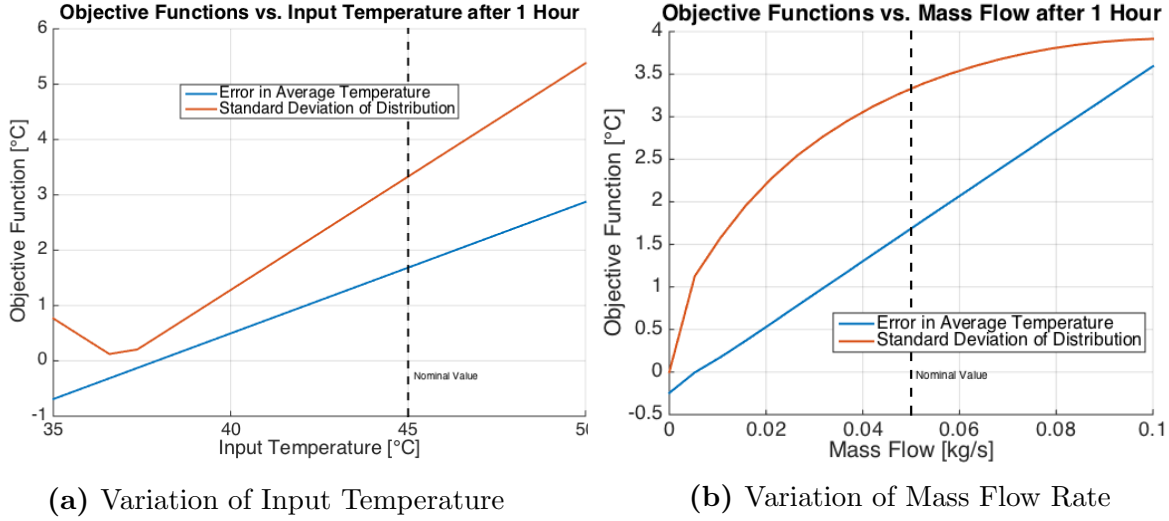 Objective Functions vs. Input Temperature after 1 Hour
6
5
4
3
2
1
0
-1
35
40
45
50
Objective Function [°C]
Input Temperature [°C]
Error in Average Temperature
Standard Deviation of Distribution
Nominal Value
(a) Variation of Input Temperature
Objective Functions vs. Mass Flow after 1 Hour
4
3.5
3
2.5
2
1.5
1
0.5
0
-0.5
0
0.02
0.04
0.06
0.08
0.1
Objective Function [°C]
Mass Flow [kg/s]
Error in Average Temperature
Standard Deviation of Distribution
Nominal Value
(b) Variation of Mass Flow Rate